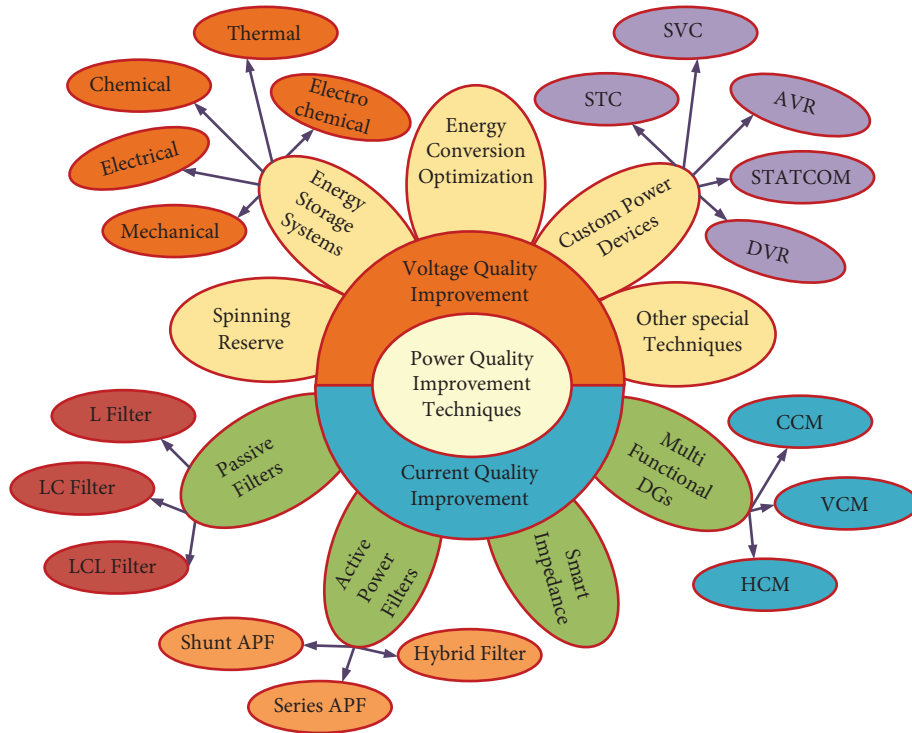 Thermal
SVC
Chemical
Electro
chemical
STC
AVR
Electrical
Energy
Conversion
Optimization
STATCOM
Mechanical
Energy
Storage
Systems
Custom Power
Devices
DVR
Voltage Quality
Improvement
Spinning
Reserve
Other special
Techniques
Power Quality
Improvement
Techniques
L Filter
Passive
Filters
LC Filter
LCL Filter
Current Quality
Improvement
Multi
Functional
DGs
CCM
VCM
HCM
Active
Power
Filters
Smart
Impedance
Shunt APF
Hybrid Filter
Series APF